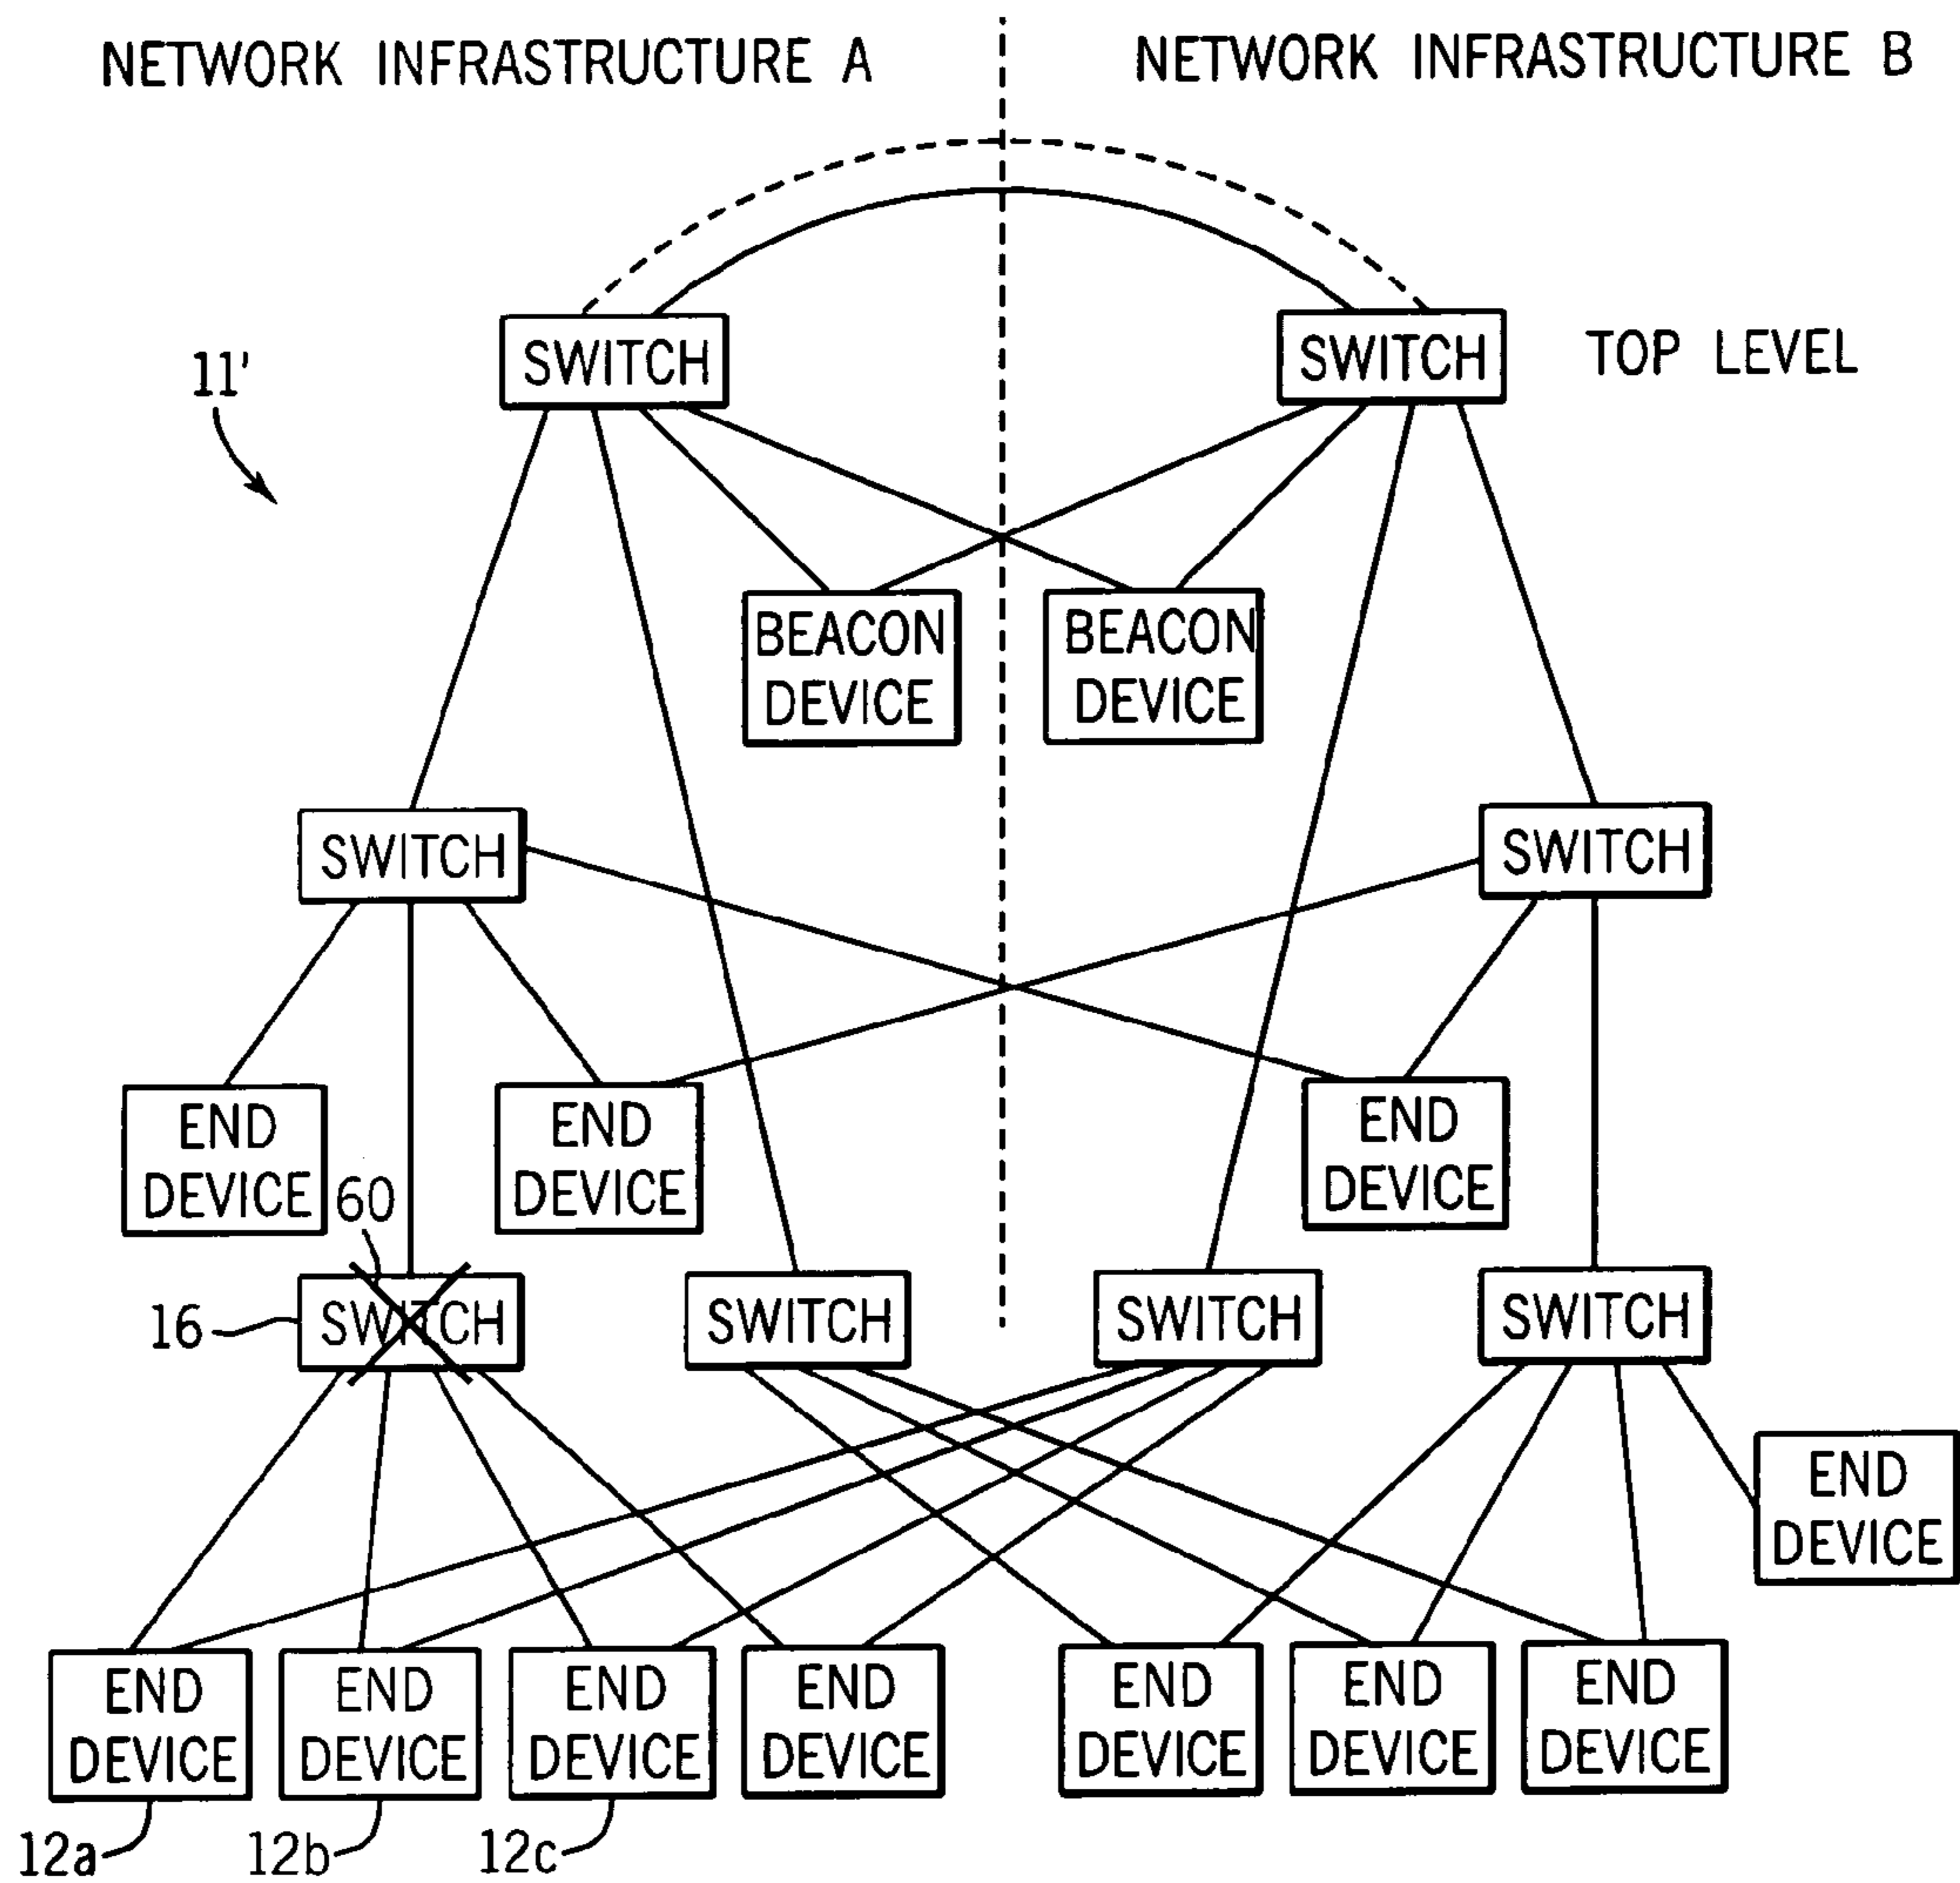 NETWORK INFRASTRUCTURE A
NETWORK INFRASTRUCTURE B
SWITCH
SWITCH
TOP LEVEL
11'
BEACON
DEVICE
BEACON
DEVICE
SWITCH
SWITCH
END
DEVICE
END
DEVICE
END
DEVICE
60
16
SWITCH
SWITCH
SWITCH
SWITCH
END
DEVICE
END
DEVICE
END
DEVICE
END
DEVICE
END
DEVICE
END
DEVICE
END
DEVICE
END
DEVICE
12a
12b
12c